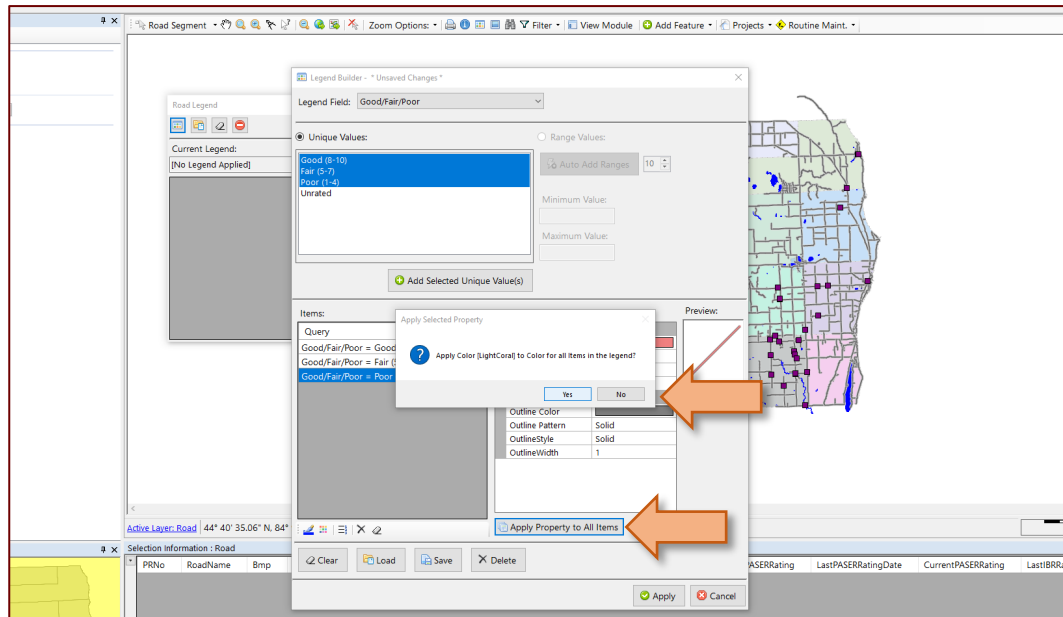 Road Segment Zoom Options: Filter View Module Add Feature Projects Routine Maint.
Legend Builder - * Unsaved Changes *
Legend Field: Good/Fair/Poor
Road Legend
Current Legend:
[No Legend Applied]
Unique Values:
Good (8-10)
Fair (5-7)
Poor (1-4)
Unrated
Range Values:
Auto Add Ranges 10
Minimum Value:
Maximum Value:
Add Selected Unique Value(s)
Items:
Preview:
Query
Good/Fair/Poor = Good
Good/Fair/Poor = Fair (
Good/Fair/Poor = Poor
Apply Selected Property
? Apply Color [LightCoral] to Color for all items in the legend?
Yes No
Outline Color
Outline Pattern Solid
OutlineStyle Solid
OutlineWidth 1
Apply Property to All Items
Clear Load Save Delete
Apply Cancel
Active Layer: Road 44° 40' 35.06" N, 84°
Selection Information : Road
PRNo RoadName Bmp PASERRating LastPASERRatingDate CurrentPASERRating LastIBRRa